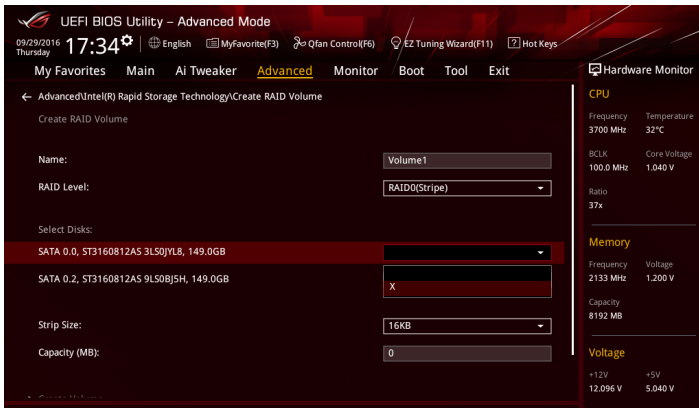 UEFI BIOS Utility – Advanced Mode
09/29/2016 Thursday 17:34 English MyFavorite(F3) Qfan Control(F6) EZ Tuning Wizard(F11) ? Hot Keys
My Favorites Main Ai Tweaker Advanced Monitor Boot Tool Exit
Hardware Monitor
← Advanced\Intel(R) Rapid Storage Technology\Create RAID Volume
Create RAID Volume
Name: Volume1
RAID Level: RAID0(Stripe)
Select Disks:
SATA 0.0, ST3160812AS 3LS0JYL8, 149.0GB
SATA 0.2, ST3160812AS 9LS0BJ5H, 149.0GB
X
Strip Size: 16KB
Capacity (MB): 0
Create Volume
CPU
Frequency Temperature
3700 MHz 32°C
BCLK Core Voltage
100.0 MHz 1.040 V
Ratio
37x
Memory
Frequency Voltage
2133 MHz 1.200 V
Capacity
8192 MB
Voltage
+12V +5V
12.096 V 5.040 V